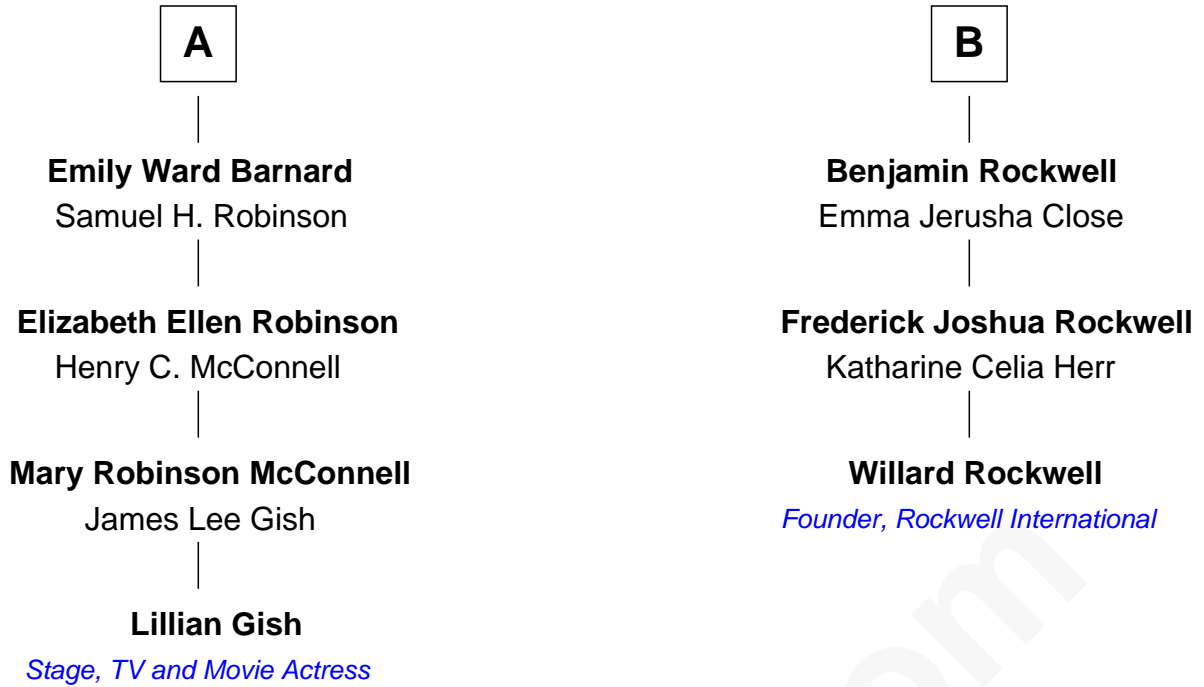 A
Emily Ward Barnard
Samuel H. Robinson
Elizabeth Ellen Robinson
Henry C. McConnell
Mary Robinson McConnell
James Lee Gish
Lillian Gish
Stage, TV and Movie Actress
B
Benjamin Rockwell
Emma Jerusha Close
Frederick Joshua Rockwell
Katharine Celia Herr
Willard Rockwell
Founder, Rockwell International
om